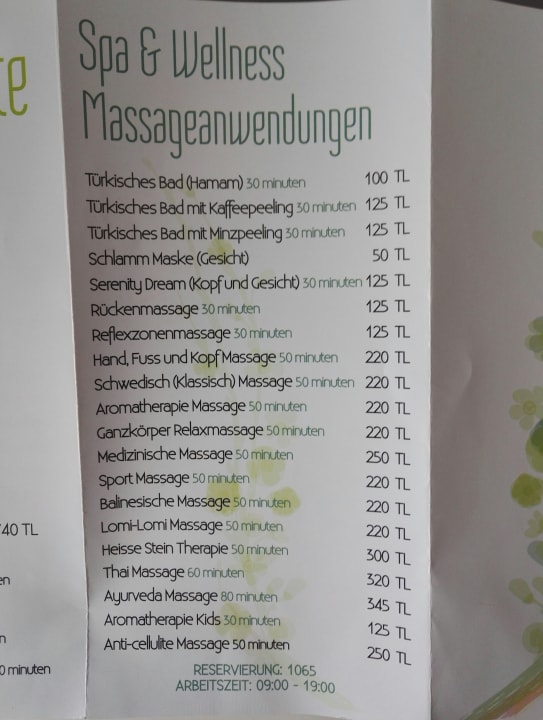 te
Spa & Wellness
Massageanwendungen
Türkisches Bad (Hamam) 30 minuten 100 TL
Türkisches Bad mit Kaffeepeeling 30 minuten 125 TL
Türkisches Bad mit Minzpeeling 30 minuten 125 TL
Schlamm Maske (Gesicht) 50 TL
Serenity Dream (Kopf und Gesicht) 30 minuten 125 TL
Rückenmassage 30 minuten 125 TL
Reflexzonenmassage 30 minuten 125 TL
Hand, Fuss und Kopf Massage 50 minuten 220 TL
Schwedisch (Klassisch) Massage 50 minuten 220 TL
Aromatherapie Massage 50 minuten 220 TL
Ganzkörper Relaxmassage 50 minuten 220 TL
Medizinische Massage 50 minuten 250 TL
Sport Massage 50 minuten 220 TL
Balinesische Massage 50 minuten 220 TL
Lomi-Lomi Massage 50 minuten 220 TL
Heisse Stein Therapie 50 minuten 300 TL
Thai Massage 60 minuten 320 TL
Ayurveda Massage 80 minuten 345 TL
Aromatherapie Kids 30 minuten 125 TL
Anti-cellulite Massage 50 minuten 250 TL
RESERVIERUNG: 1065
ARBEITSZEIT: 09:00 - 19:00
40 TL
en
n
0 minuten